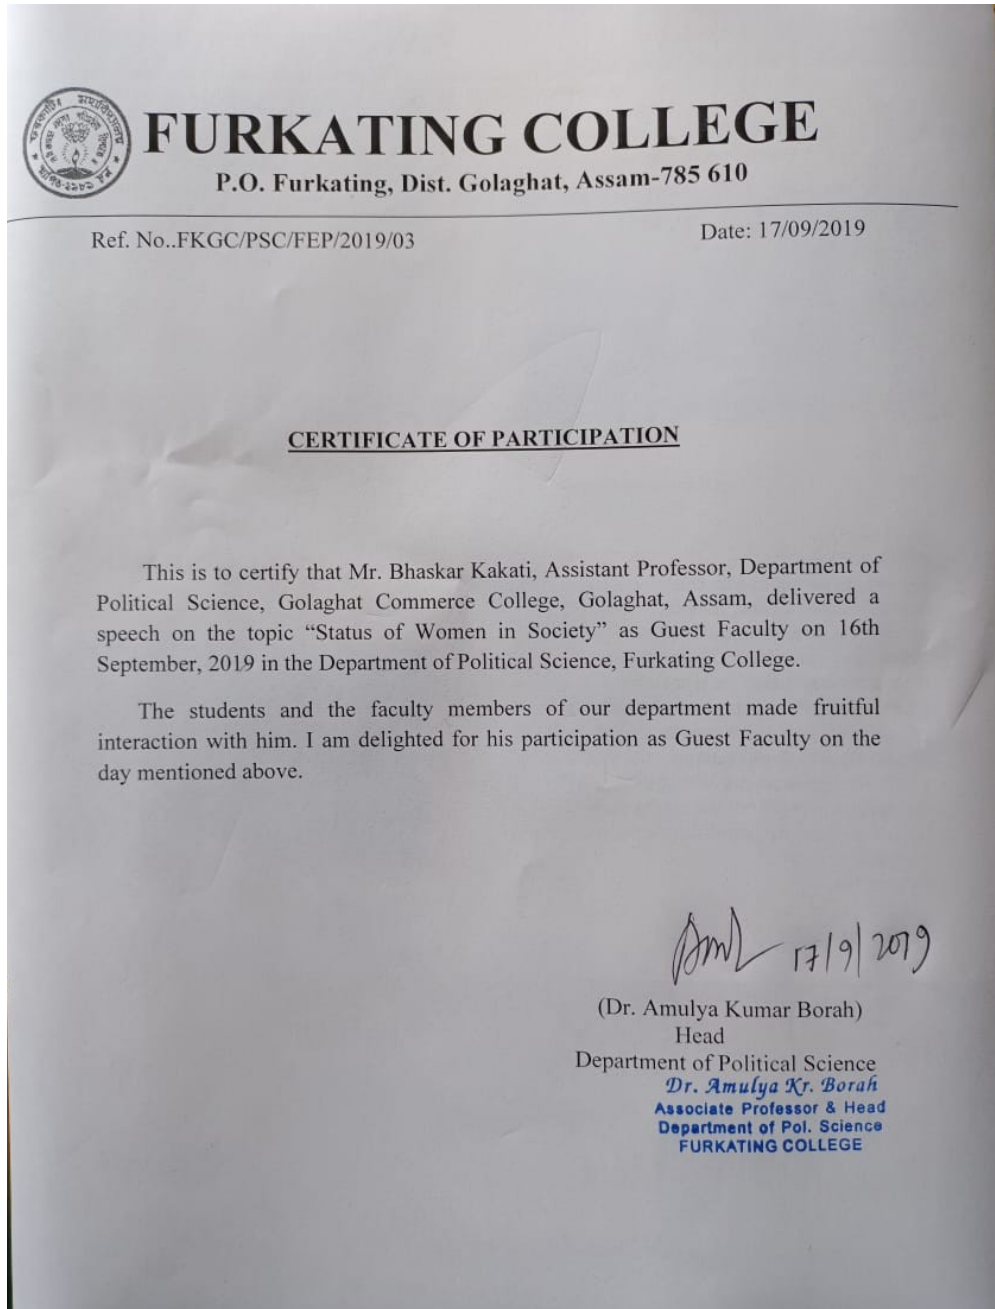 ফৰকাটিং মহাবিদ্যালয়
স্থাপিত-১৯৮১ চন
FURKATING COLLEGE
P.O. Furkating, Dist. Golaghat, Assam-785 610
Ref. No..FKGC/PSC/FEP/2019/03
Date: 17/09/2019
CERTIFICATE OF PARTICIPATION
This is to certify that Mr. Bhaskar Kakati, Assistant Professor, Department of
Political Science, Golaghat Commerce College, Golaghat, Assam, delivered a
speech on the topic “Status of Women in Society” as Guest Faculty on 16th
September, 2019 in the Department of Political Science, Furkating College.
The students and the faculty members of our department made fruitful
interaction with him. I am delighted for his participation as Guest Faculty on the
day mentioned above.
17/9/2019
(Dr. Amulya Kumar Borah)
Head
Department of Political Science
Dr. Amulya Kr. Borah
Associate Professor & Head
Department of Pol. Science
FURKATING COLLEGE